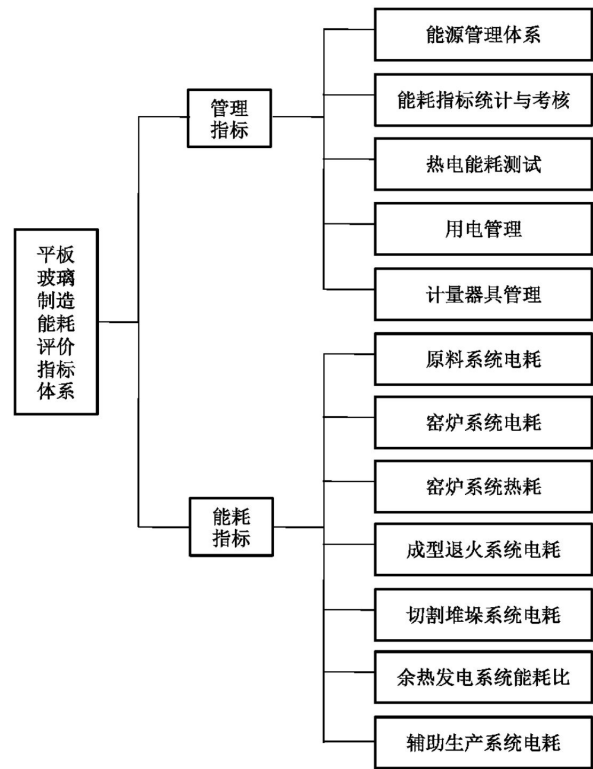 平板
玻璃
制造
能耗
评价
指标
体系
管理
指标
能源管理体系
能耗指标统计与考核
热电能耗测试
用电管理
计量器具管理
能耗
指标
原料系统电耗
窑炉系统电耗
窑炉系统热耗
成型退火系统电耗
切割堆垛系统电耗
余热发电系统能耗比
辅助生产系统电耗